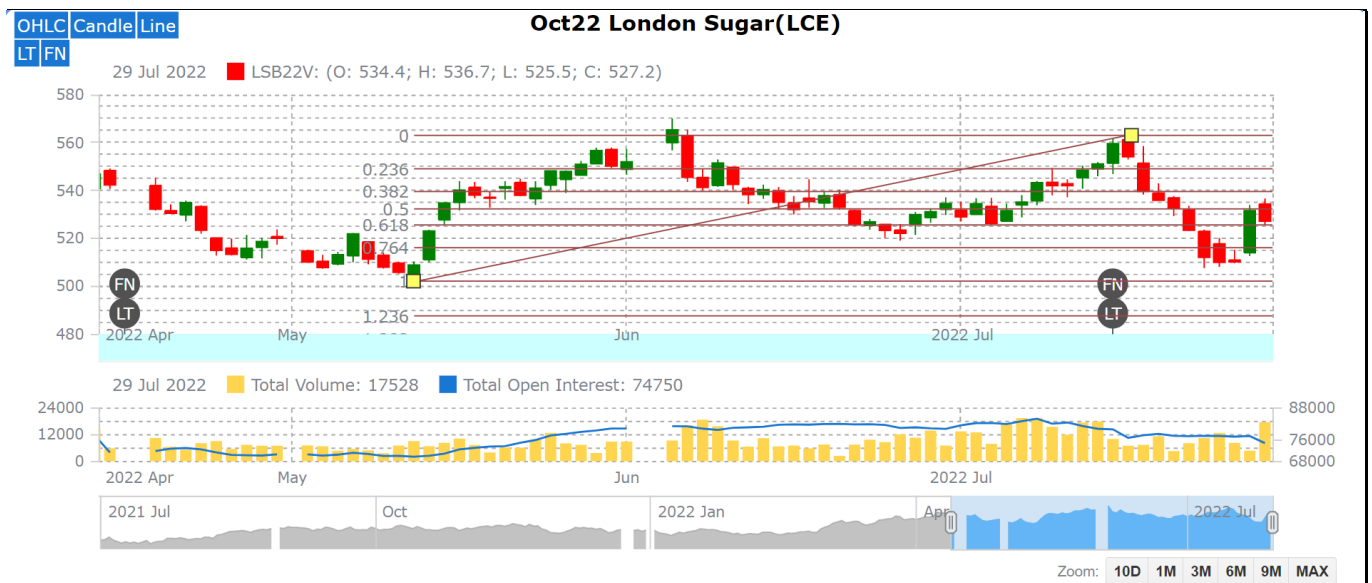 Oct22 London Sugar(LCE)
OHLC Candle Line
LT FN
29 Jul 2022 LSB22V: (O: 534.4; H: 536.7; L: 525.5; C: 527.2)
580
560
540
520
500
480
0
0.236
0.382
0.5
0.618
0.764
1
1.236
FN FN
LT LT
2022 Apr May Jun 2022 Jul
29 Jul 2022 Total Volume: 17528 Total Open Interest: 74750
24000 88000
12000 76000
0 68000
2022 Apr May Jun 2022 Jul
2021 Jul Oct 2022 Jan Apr 2022 Jul
Zoom: 10D 1M 3M 6M 9M MAX